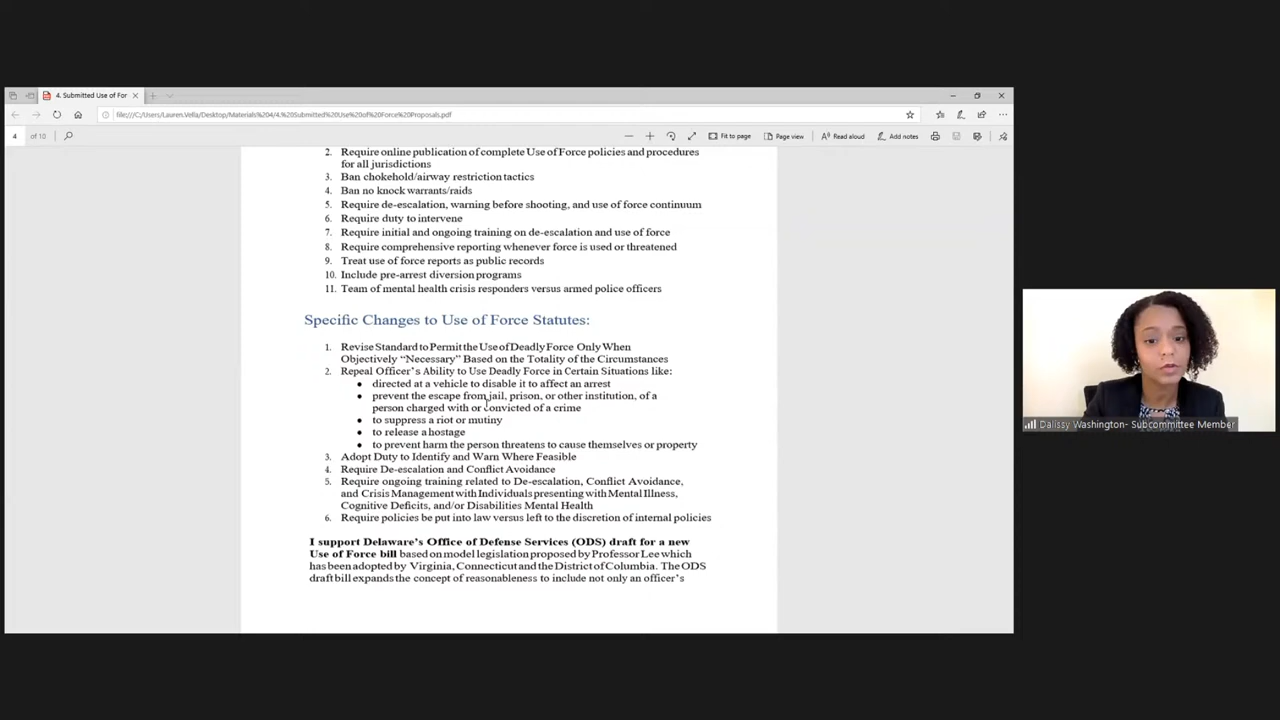 4. Submitted Use of For
file:///C:/Users/Lauren.Vella/Desktop/Materials%204/4.%20Submitted%20Use%20of%20Force%20Proposals.pdf
4 of 10
Fit to page
Page view
Read aloud
Add notes
2. Require online publication of complete Use of Force policies and procedures
for all jurisdictions
3. Ban chokehold/airway restriction tactics
4. Ban no knock warrants/raids
5. Require de-escalation, warning before shooting, and use of force continuum
6. Require duty to intervene
7. Require initial and ongoing training on de-escalation and use of force
8. Require comprehensive reporting whenever force is used or threatened
9. Treat use of force reports as public records
10. Include pre-arrest diversion programs
11. Team of mental health crisis responders versus armed police officers
Specific Changes to Use of Force Statutes:
1. Revise Standard to Permit the Use of Deadly Force Only When
Objectively “Necessary” Based on the Totality of the Circumstances
2. Repeal Officer’s Ability to Use Deadly Force in Certain Situations like:
● directed at a vehicle to disable it to affect an arrest
● prevent the escape from jail, prison, or other institution, of a
person charged with or convicted of a crime
● to suppress a riot or mutiny
● to release a hostage
● to prevent harm the person threatens to cause themselves or property
3. Adopt Duty to Identify and Warn Where Feasible
4. Require De-escalation and Conflict Avoidance
5. Require ongoing training related to De-escalation, Conflict Avoidance,
and Crisis Management with Individuals presenting with Mental Illness,
Cognitive Deficits, and/or Disabilities Mental Health
6. Require policies be put into law versus left to the discretion of internal policies
I support Delaware’s Office of Defense Services (ODS) draft for a new
Use of Force bill based on model legislation proposed by Professor Lee which
has been adopted by Virginia, Connecticut and the District of Columbia. The ODS
draft bill expands the concept of reasonableness to include not only an officer’s
Dalissy Washington- Subcommittee Member